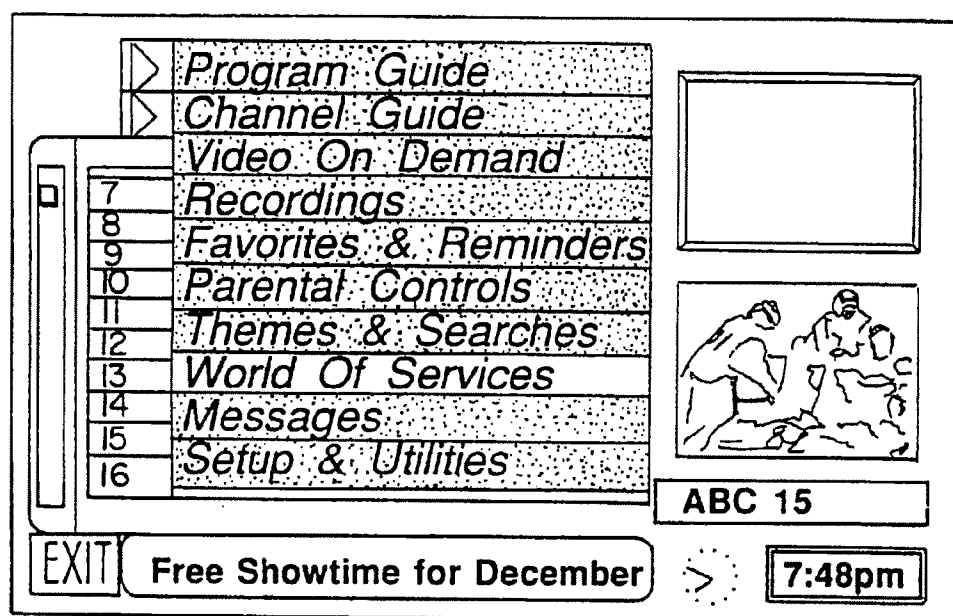 Program Guide
Channel Guide
Video On Demand
7 Recordings
8
9 Favorites & Reminders
10 Parental Controls
11
12 Themes & Searches
13 World Of Services
14 Messages
15
16 Setup & Utilities
ABC 15
EXIT Free Showtime for December 7:48pm